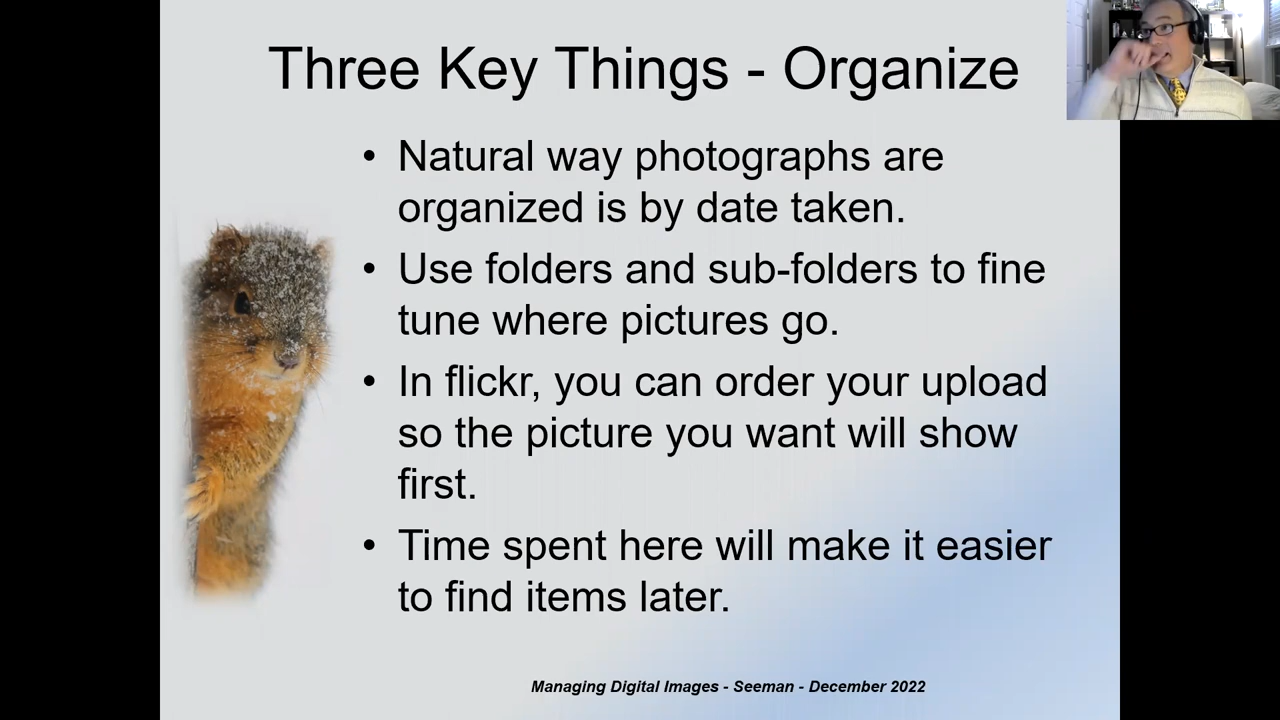 Three Key Things - Organize
• Natural way photographs are
organized is by date taken.
• Use folders and sub-folders to fine
tune where pictures go.
• In flickr, you can order your upload
so the picture you want will show
first.
• Time spent here will make it easier
to find items later.
Managing Digital Images - Seeman - December 2022